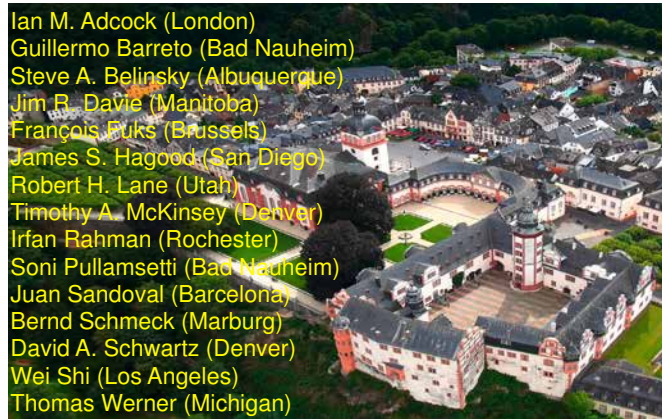 Ian M. Adcock (London)
Guillermo Barreto (Bad Nauheim)
Steve A. Belinsky (Albuquerque)
Jim R. Davie (Manitoba)
François Fuks (Brussels)
James S. Hagood (San Diego)
Robert H. Lane (Utah)
Timothy A. McKinsey (Denver)
Irfan Rahman (Rochester)
Soni Pullamsetti (Bad Nauheim)
Juan Sandoval (Barcelona)
Bernd Schmeck (Marburg)
David A. Schwartz (Denver)
Wei Shi (Los Angeles)
Thomas Werner (Michigan)